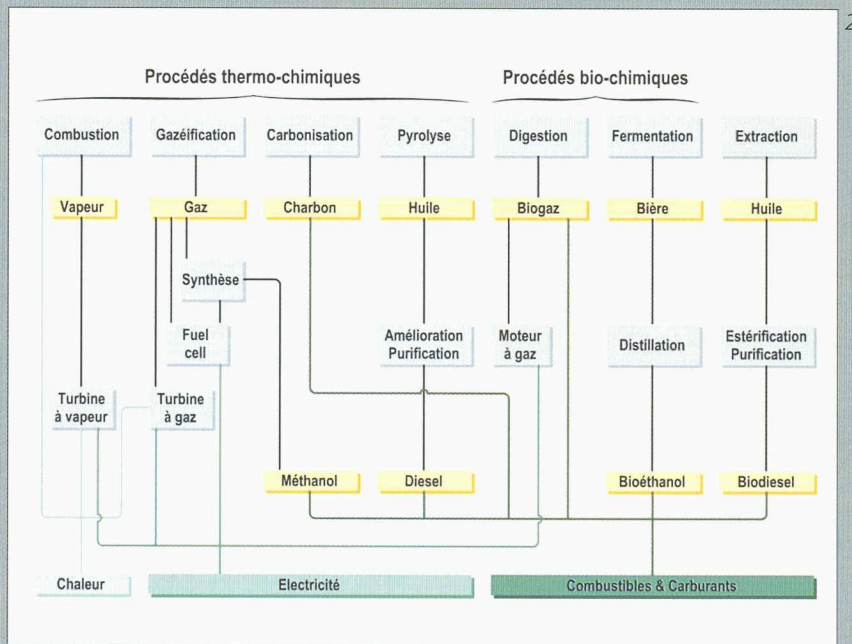 2
Procédés thermo-chimiques
Procédés bio-chimiques
Combustion
Gazéification
Carbonisation
Pyrolyse
Digestion
Fermentation
Extraction
Vapeur
Gaz
Charbon
Huile
Biogaz
Bière
Huile
Synthèse
Fuel
cell
Amélioration
Purification
Moteur
à gaz
Distillation
Estérification
Purification
Turbine
à vapeur
Turbine
à gaz
Méthanol
Diesel
Bioéthanol
Biodiesel
Chaleur
Electricité
Combustibles & Carburants